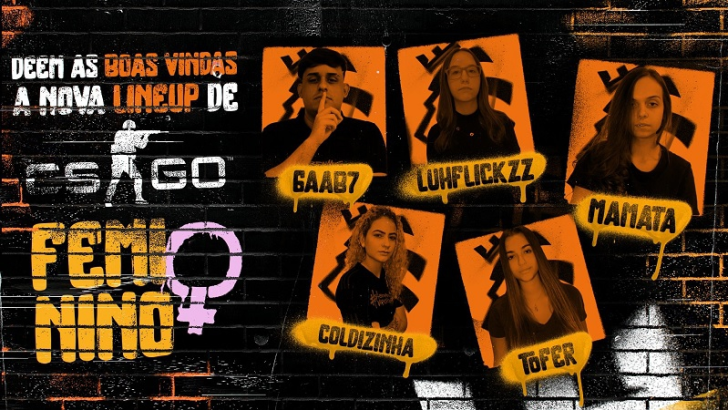 DEEM AS BOAS VINDAS
A NOVA LINEUP DE
CS GO
FEMI
NINO
GAAB7
LUHFLICKZZ
MAMATA
COLDIZINHA
TOFER